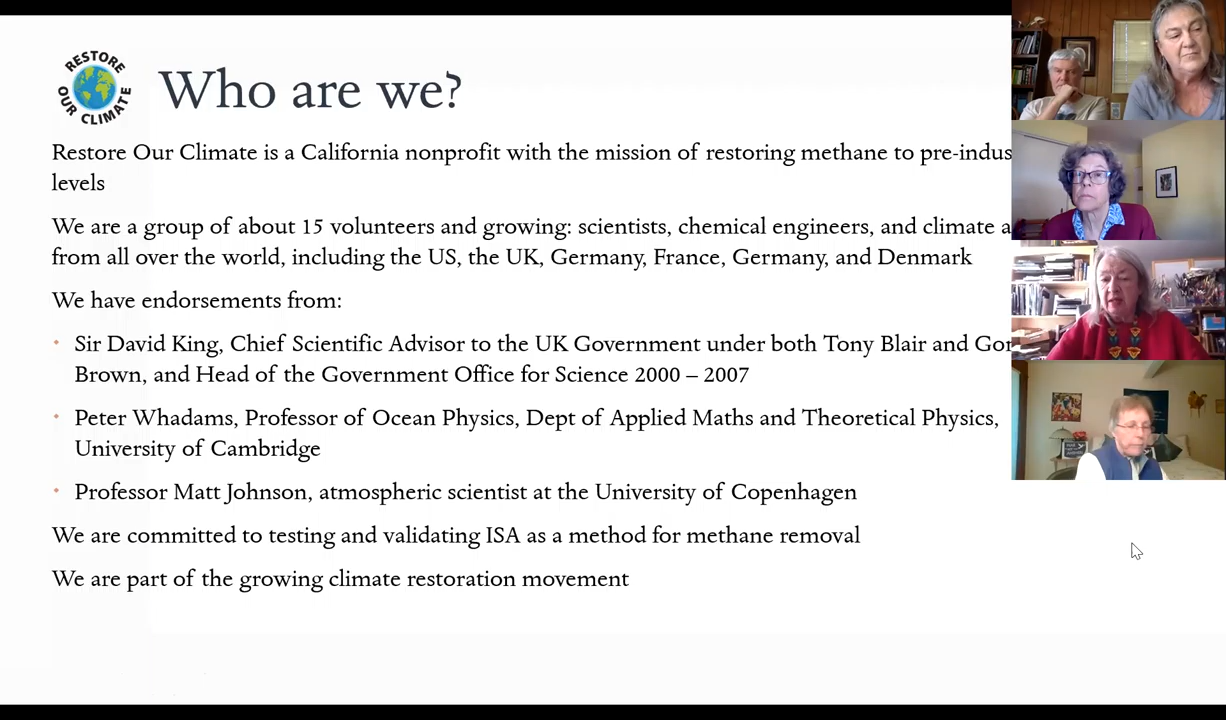 RESTORE
OUR CLIMATE
Who are we?
Restore Our Climate is a California nonprofit with the mission of restoring methane to pre-indus
levels
We are a group of about 15 volunteers and growing: scientists, chemical engineers, and climate a
from all over the world, including the US, the UK, Germany, France, Germany, and Denmark
We have endorsements from:
• Sir David King, Chief Scientific Advisor to the UK Government under both Tony Blair and Gor
Brown, and Head of the Government Office for Science 2000 – 2007
• Peter Whadams, Professor of Ocean Physics, Dept of Applied Maths and Theoretical Physics,
University of Cambridge
• Professor Matt Johnson, atmospheric scientist at the University of Copenhagen
We are committed to testing and validating ISA as a method for methane removal
We are part of the growing climate restoration movement